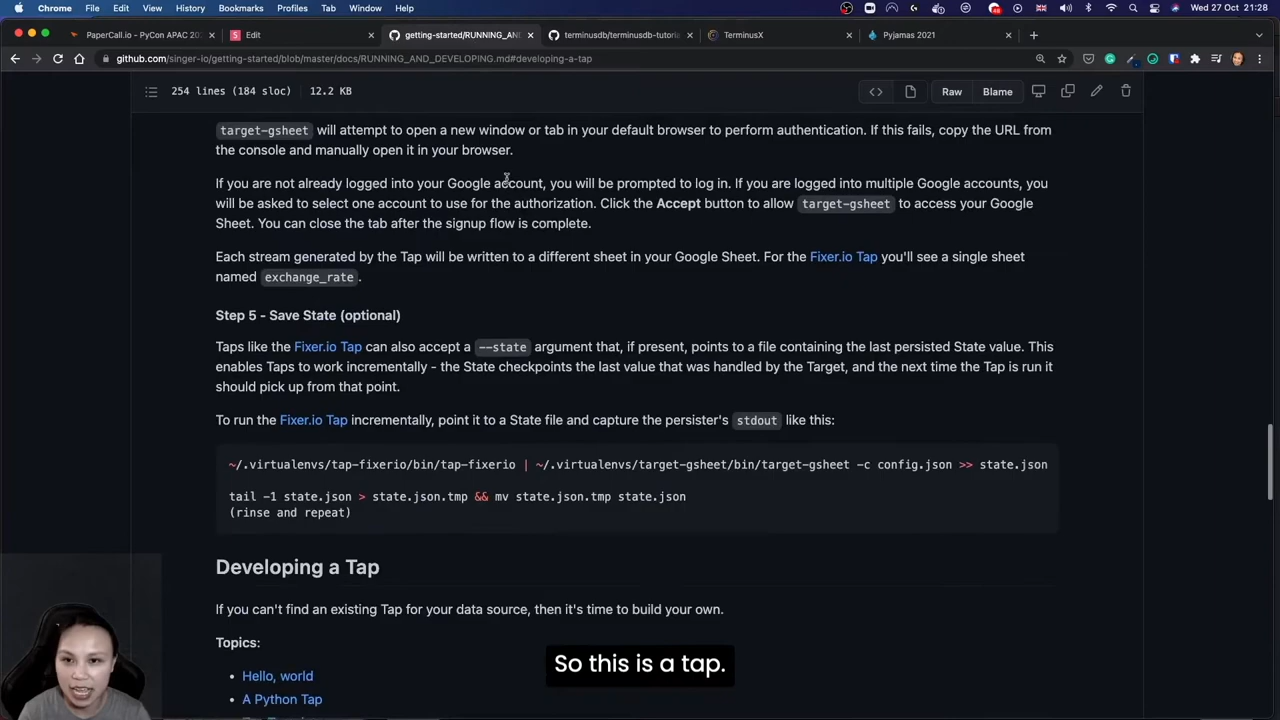 Chrome File Edit View History Bookmarks Profiles Tab Window Help
Wed 27 Oct 21:28
PaperCall.io – PyCon APAC 202
Edit
getting-started/RUNNING_AND
terminusdb/terminusdb-tutoria
TerminusX
Pyjamas 2021
github.com/singer-io/getting-started/blob/master/docs/RUNNING_AND_DEVELOPING.md#developing-a-tap
254 lines (184 sloc) 12.2 KB
Raw Blame
target-gsheet will attempt to open a new window or tab in your default browser to perform authentication. If this fails, copy the URL from
the console and manually open it in your browser.
If you are not already logged into your Google account, you will be prompted to log in. If you are logged into multiple Google accounts, you
will be asked to select one account to use for the authorization. Click the Accept button to allow target-gsheet to access your Google
Sheet. You can close the tab after the signup flow is complete.
Each stream generated by the Tap will be written to a different sheet in your Google Sheet. For the Fixer.io Tap you'll see a single sheet
named exchange_rate.
Step 5 - Save State (optional)
Taps like the Fixer.io Tap can also accept a --state argument that, if present, points to a file containing the last persisted State value. This
enables Taps to work incrementally - the State checkpoints the last value that was handled by the Target, and the next time the Tap is run it
should pick up from that point.
To run the Fixer.io Tap incrementally, point it to a State file and capture the persister's stdout like this:
~/.virtualenvs/tap-fixerio/bin/tap-fixerio | ~/.virtualenvs/target-gsheet/bin/target-gsheet -c config.json >> state.json
tail -1 state.json > state.json.tmp && mv state.json.tmp state.json
(rinse and repeat)
Developing a Tap
If you can't find an existing Tap for your data source, then it's time to build your own.
Topics:
Hello, world
A Python Tap
So this is a tap.